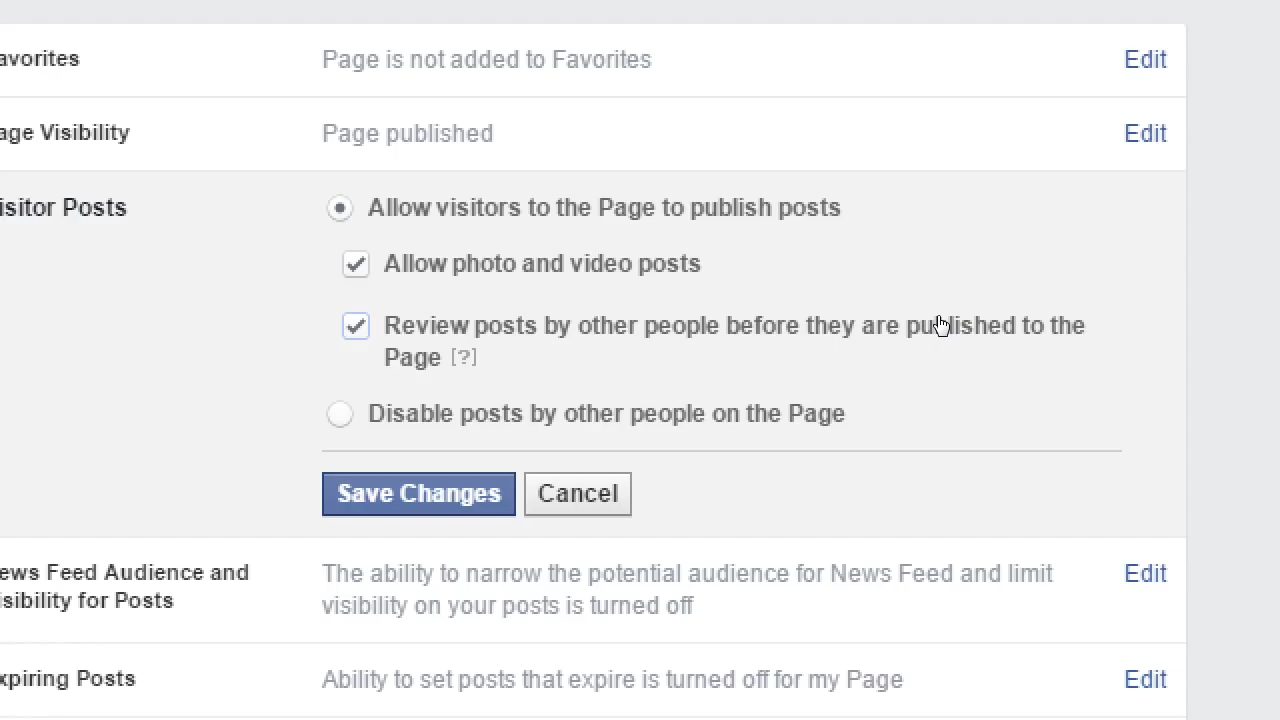 avorites Page is not added to Favorites Edit
age Visibility Page published Edit
isitor Posts Allow visitors to the Page to publish posts
Allow photo and video posts
Review posts by other people before they are published to the
Page [?]
Disable posts by other people on the Page
Save Changes Cancel
ews Feed Audience and The ability to narrow the potential audience for News Feed and limit Edit
isibility for Posts visibility on your posts is turned off
xpiring Posts Ability to set posts that expire is turned off for my Page Edit